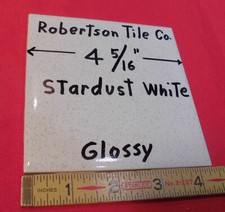 Robertson Tile Co.
4 5/16"
Stardust White
Glossy
INCHES 1 2 3 4